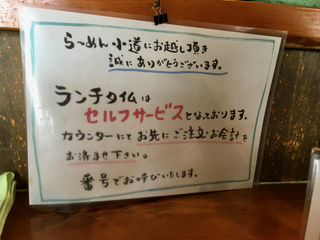 らーめん小道にお越し頂き
誠にありがとうございます。
ランチタイムは
セルフサービスとなっております。
カウンターにてお先にご注文・お会計を
お済ませ下さい。
番号でお呼びいたします。